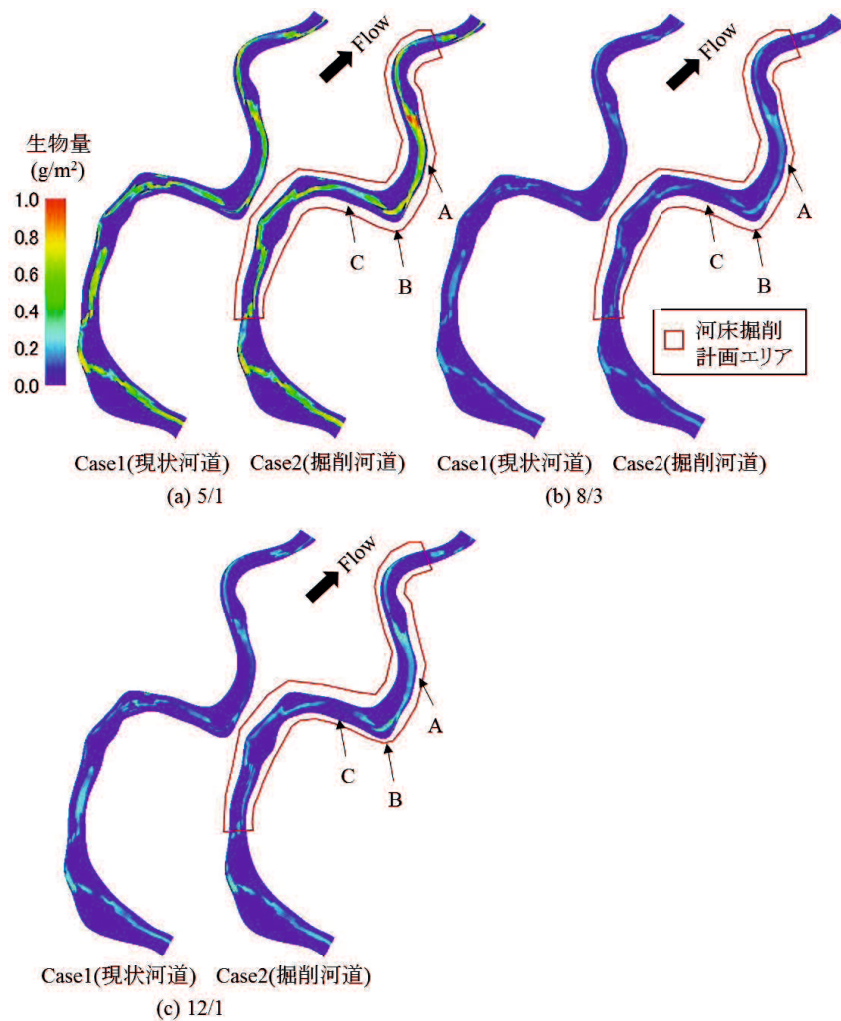 Flow
Flow
生物量
(g/m²)
1.0
0.8
0.6
0.4
0.2
0.0
A
B
C
A
B
C
河床掘削
計画エリア
Case1(現状河道) Case2(掘削河道)
(a) 5/1
Case1(現状河道) Case2(掘削河道)
(b) 8/3
Flow
A
B
C
Case1(現状河道) Case2(掘削河道)
(c) 12/1